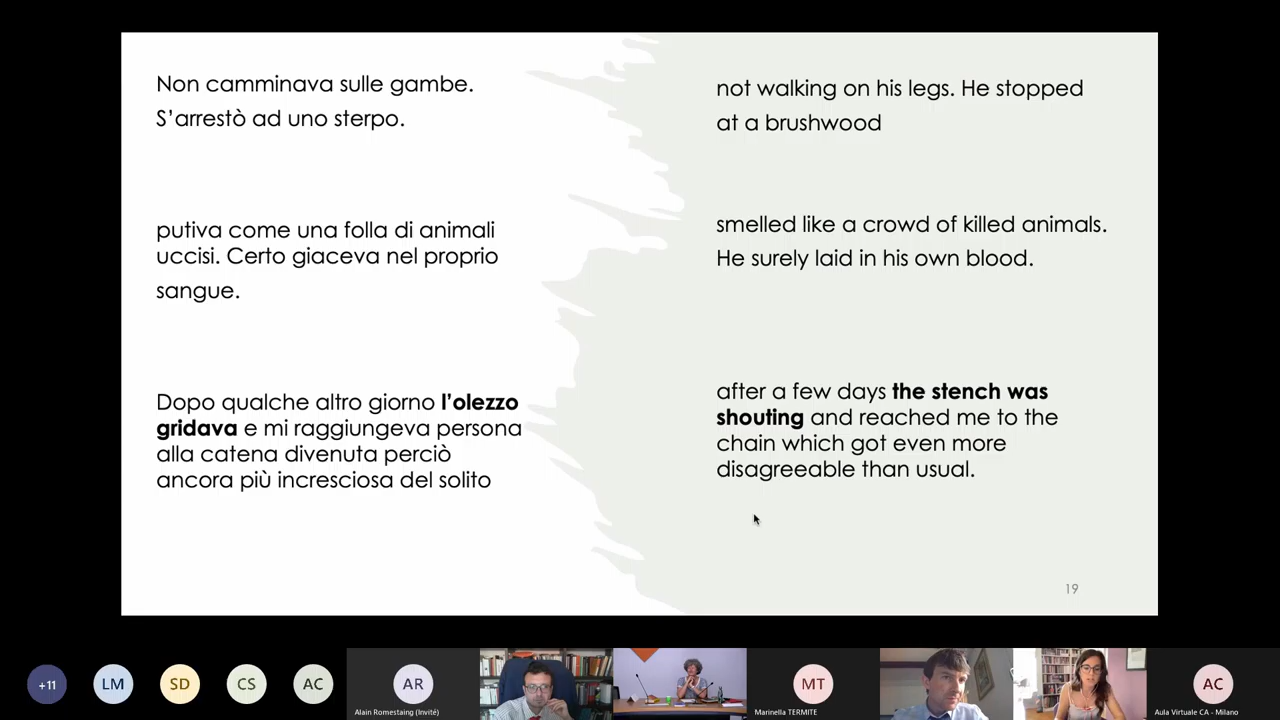 Non camminava sulle gambe.
S'arrestò ad uno sterpo.
putiva come una folla di animali
uccisi. Certo giaceva nel proprio
sangue.
Dopo qualche altro giorno l'olezzo
gridava e mi raggiungeva persona
alla catena divenuta perciò
ancora più incresciosa del solito
not walking on his legs. He stopped
at a brushwood
smelled like a crowd of killed animals.
He surely laid in his own blood.
after a few days the stench was
shouting and reached me to the
chain which got even more
disagreeable than usual.
19
+11
LM
SD
CS
AC
AR
Alain Romestaing (Invité)
MT
Marinella TERMITE
AC
Aula Virtuale CA - Milano